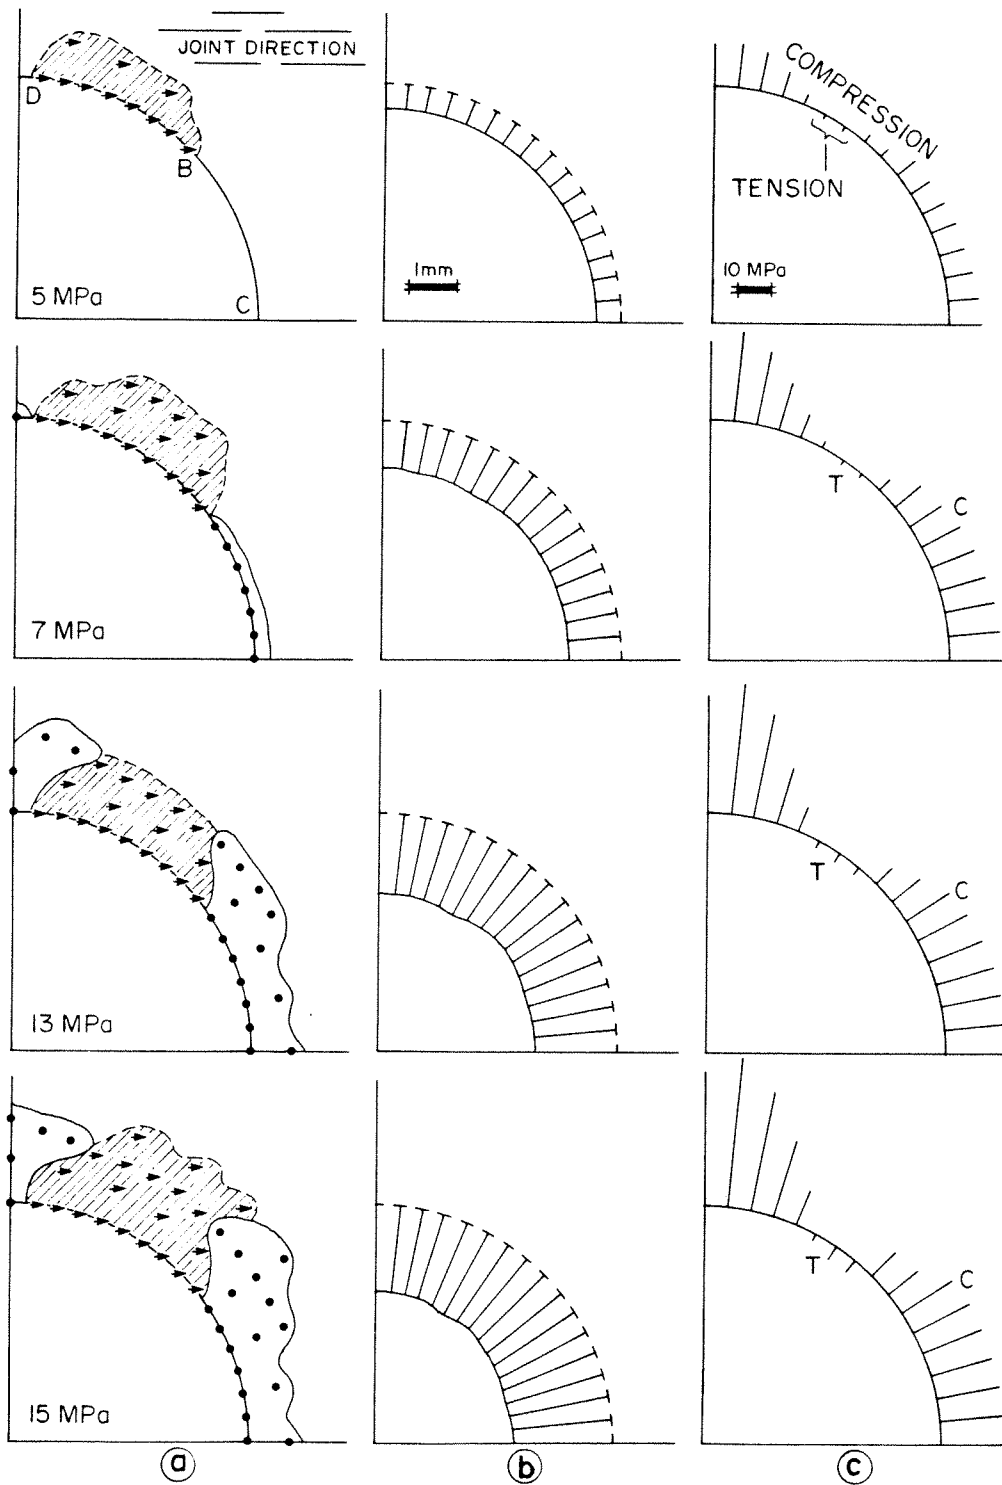 JOINT DIRECTION
D
B
5 MPa
C
1mm
COMPRESSION
TENSION
10 MPa
7 MPa
T
C
13 MPa
T
C
15 MPa
T
C
a
b
c